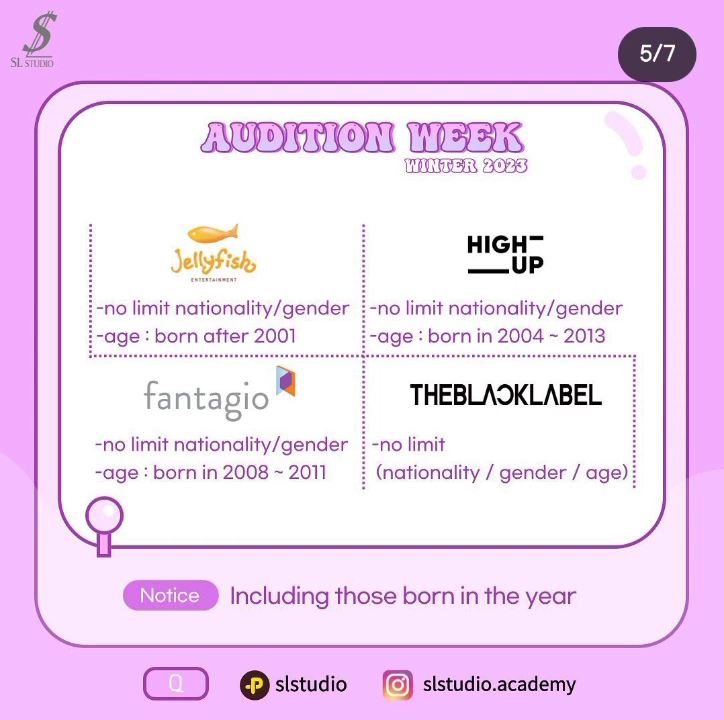 SL STUDIO
5/7
AUDITION WEEK
WINTER 2023
Jellyfish
ENTERTAINMENT
-no limit nationality/gender
-age : born after 2001
HIGH
UP
-no limit nationality/gender
-age : born in 2004 ~ 2013
fantagio
-no limit nationality/gender
-age : born in 2008 ~ 2011
THEBLACKLABEL
-no limit
(nationality / gender / age)
Notice Including those born in the year
Q slstudio slstudio.academy